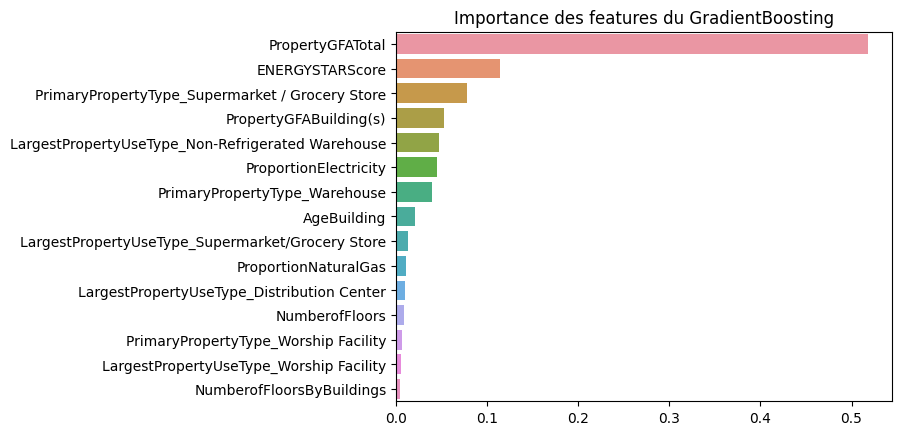 Importance des features du GradientBoosting
PropertyGFATotal
ENERGYSTARScore
PrimaryPropertyType_Supermarket / Grocery Store
PropertyGFABuilding(s)
LargestPropertyUseType_Non-Refrigerated Warehouse
ProportionElectricity
PrimaryPropertyType_Warehouse
AgeBuilding
LargestPropertyUseType_Supermarket/Grocery Store
ProportionNaturalGas
LargestPropertyUseType_Distribution Center
NumberofFloors
PrimaryPropertyType_Worship Facility
LargestPropertyUseType_Worship Facility
NumberofFloorsByBuildings
0.0 0.1 0.2 0.3 0.4 0.5